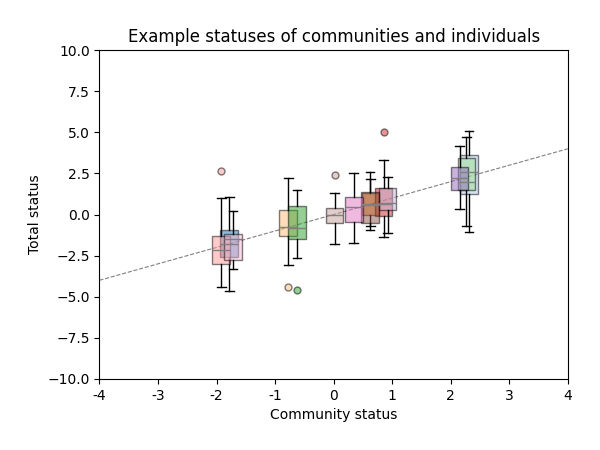 Example statuses of communities and individuals
10.0
7.5
5.0
2.5
0.0
−2.5
−5.0
−7.5
−10.0
Total status
-4 -3 -2 -1 0 1 2 3 4
Community status